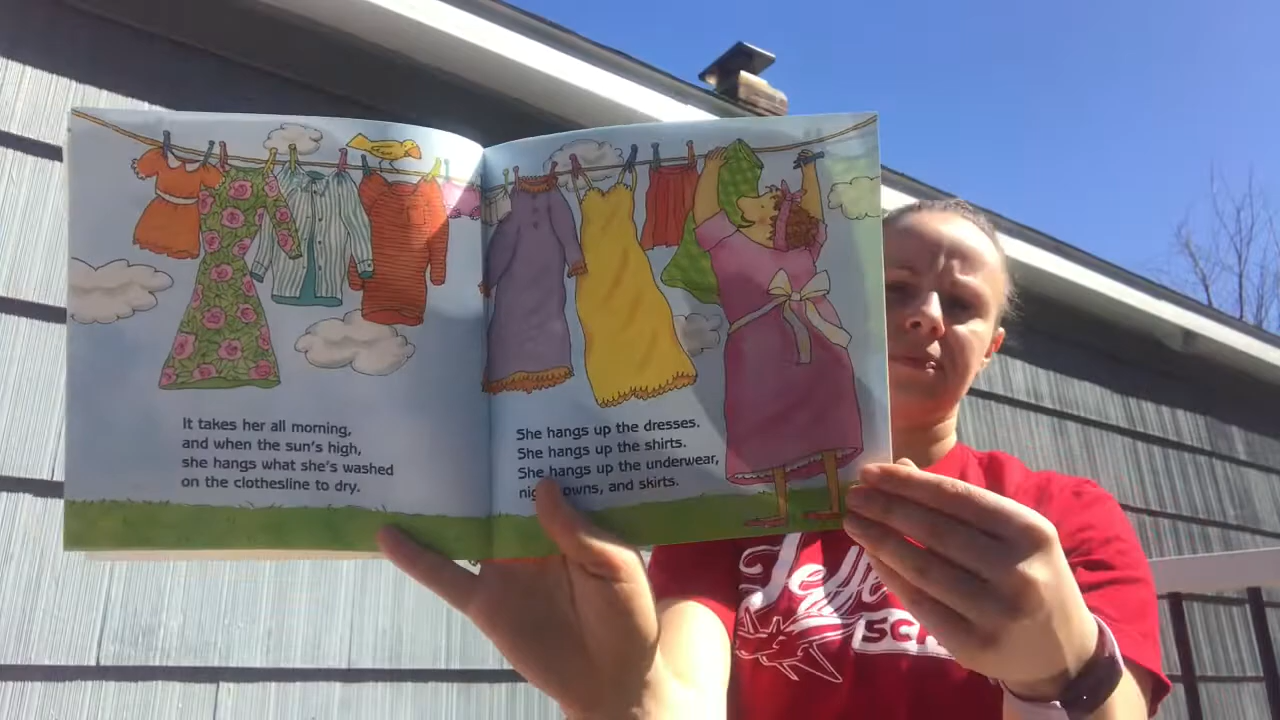 It takes her all morning,
and when the sun's high,
she hangs what she's washed
on the clothesline to dry.
She hangs up the dresses.
She hangs up the shirts.
She hangs up the underwear,
and skirts.